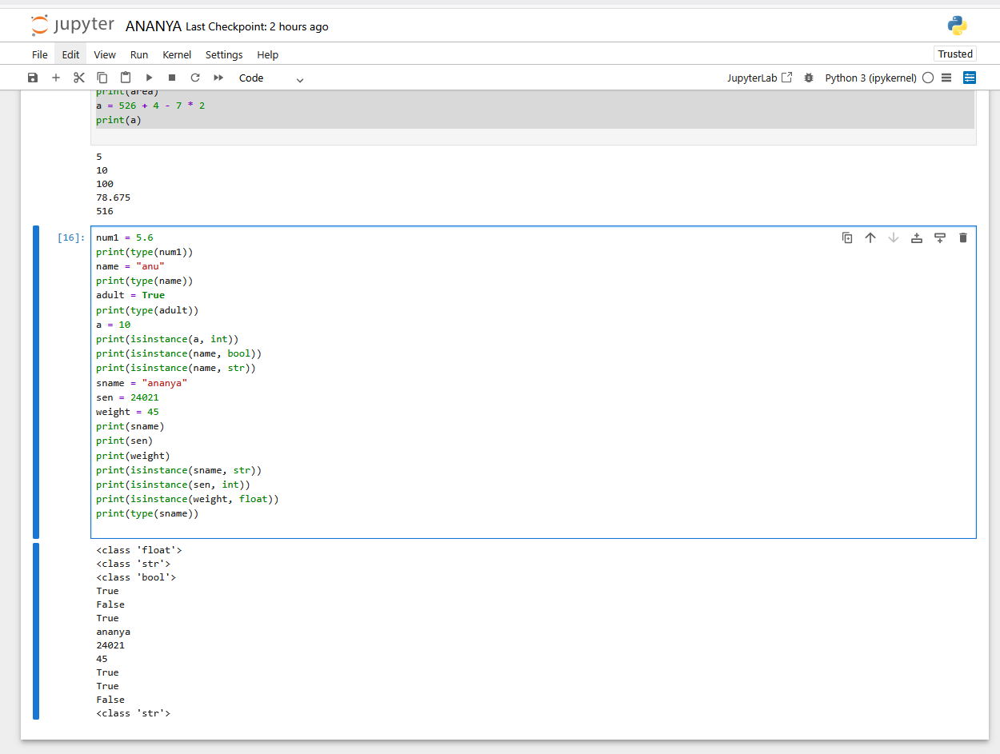 jupyter ANANYA Last Checkpoint: 2 hours ago
File Edit View Run Kernel Settings Help Trusted
Code JupyterLab Python 3 (ipykernel)
print(area)
a = 526 + 4 - 7 * 2
print(a)
5
10
100
78.675
516
[16]:
num1 = 5.6
print(type(num1))
name = "anu"
print(type(name))
adult = True
print(type(adult))
a = 10
print(isinstance(a, int))
print(isinstance(name, bool))
print(isinstance(name, str))
sname = "ananya"
sen = 24021
weight = 45
print(sname)
print(sen)
print(weight)
print(isinstance(sname, str))
print(isinstance(sen, int))
print(isinstance(weight, float))
print(type(sname))
<class 'float'>
<class 'str'>
<class 'bool'>
True
False
True
ananya
24021
45
True
True
False
<class 'str'>